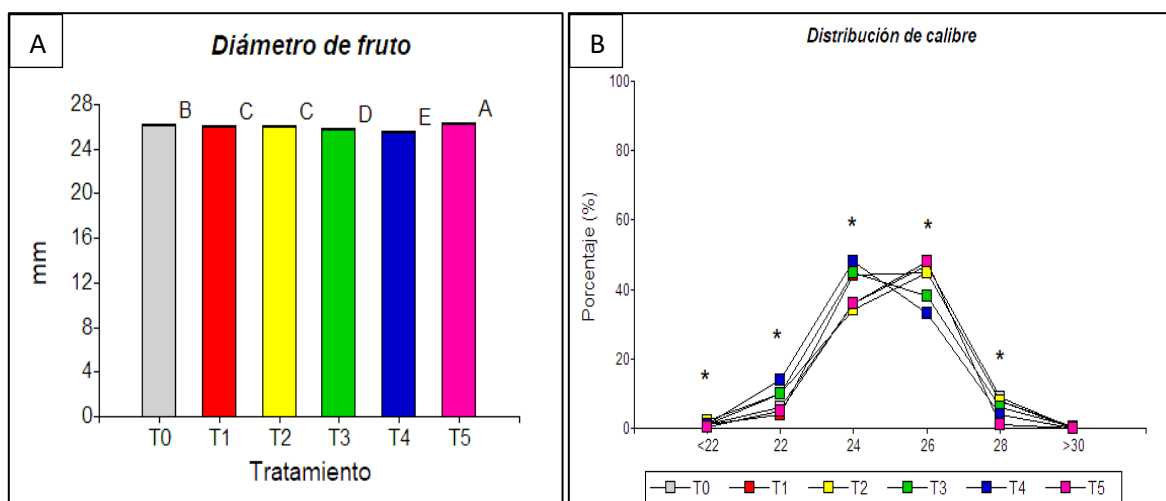 A
Diámetro de fruto
28
24
20
16
12
8
4
0
mm
B
C
C
D
E
A
T0 T1 T2 T3 T4 T5
Tratamiento
B
Distribución de calibre
100
80
60
40
20
0
Porcentaje (%)
*
*
*
*
*
<22 22 24 26 28 >30
T0 T1 T2 T3 T4 T5